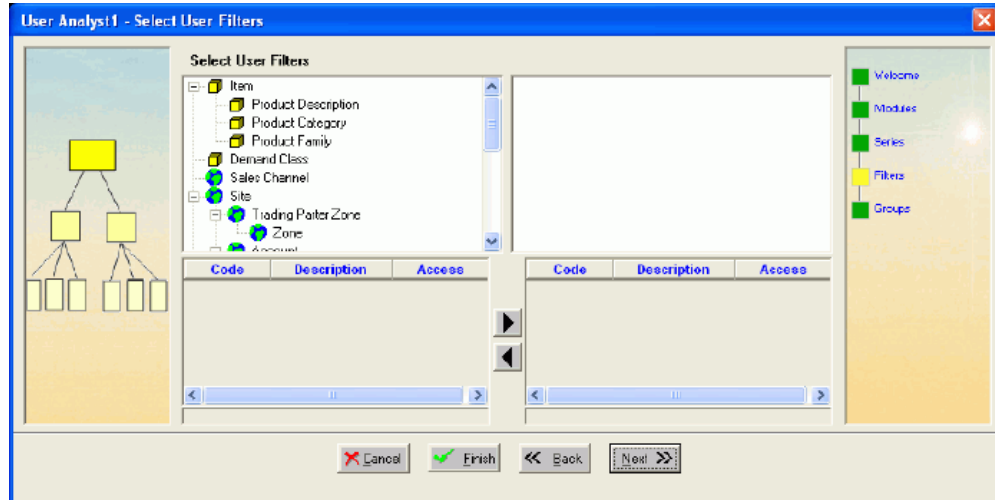 User Analyst1 - Select User Filters
Select User Filters
Item
Product Description
Product Category
Product Family
Demand Class
Sales Channel
Site
Trading Parter Zone
Zone
Account
Code Description Access
Code Description Access
Welcome
Modules
Series
Filters
Groups
Cancel
Finish
Back
Next